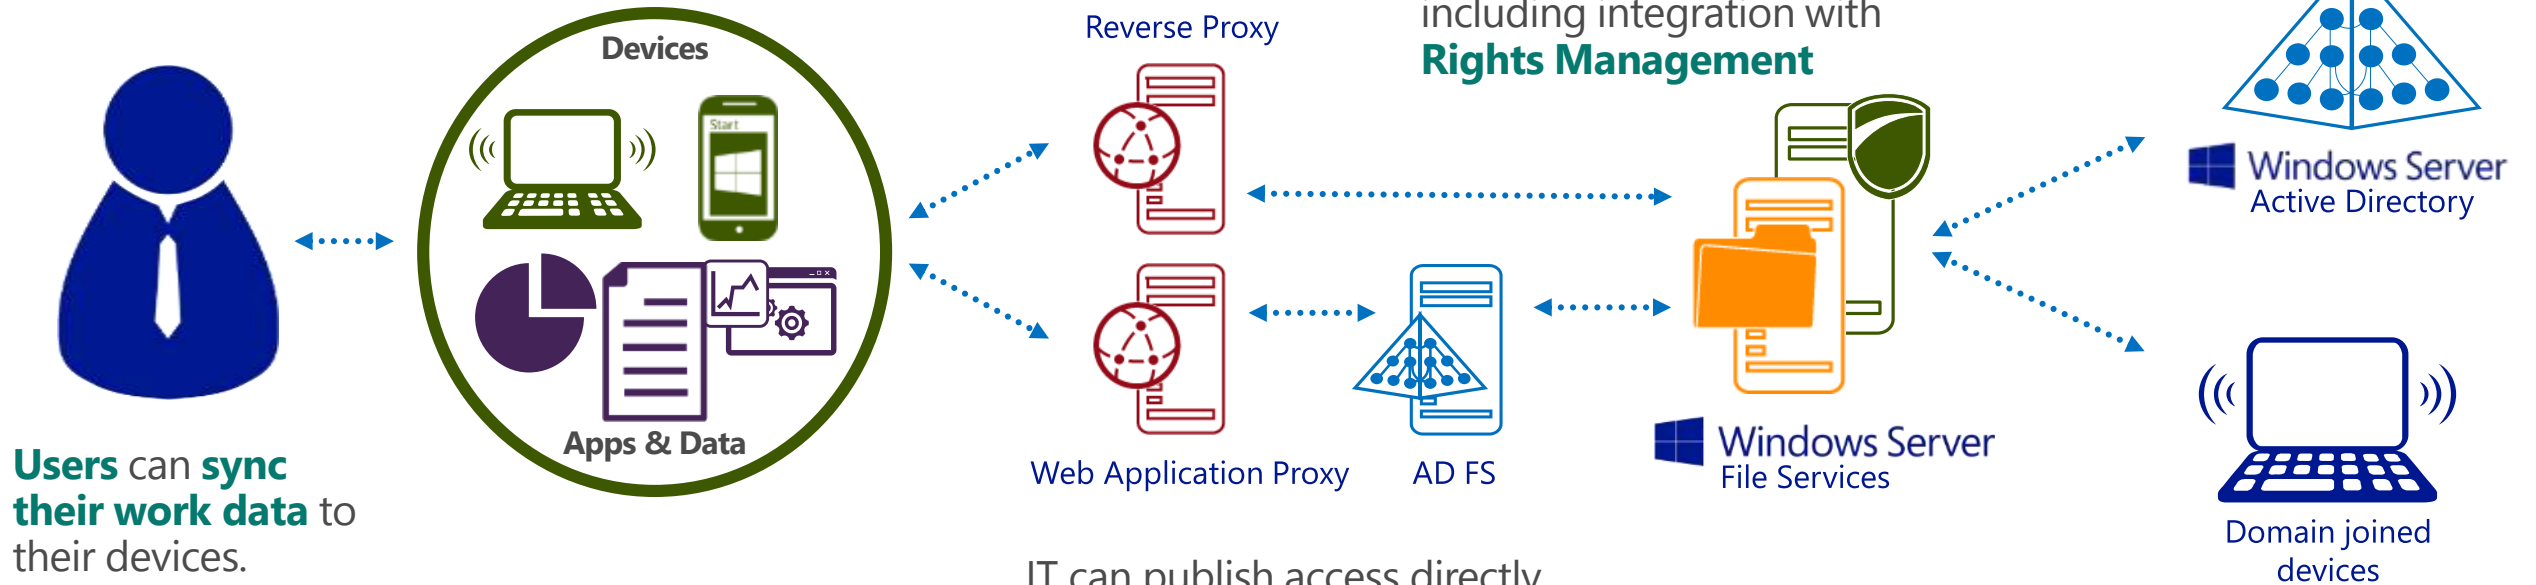 including integration with
Rights Management
Reverse Proxy
Devices
Start
Windows Server
Active Directory
Apps & Data
Web Application Proxy
AD FS
Windows Server
File Services
Users can sync
their work data to
their devices.
Domain joined
devices
IT can publish access directly